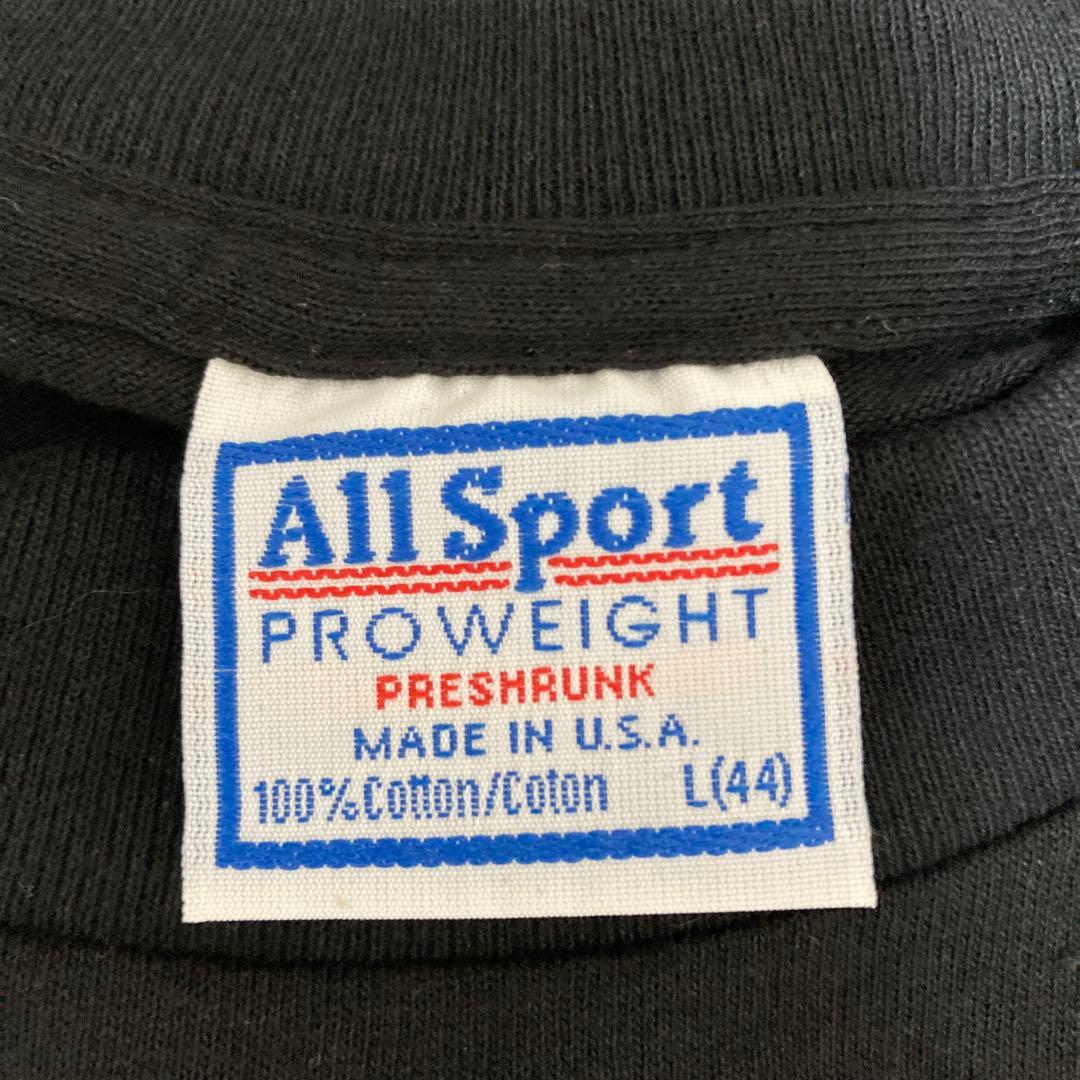 All Sport
PROWEIGHT
PRESHRUNK
MADE IN U.S.A.
100% Cotton/Coton L(44)